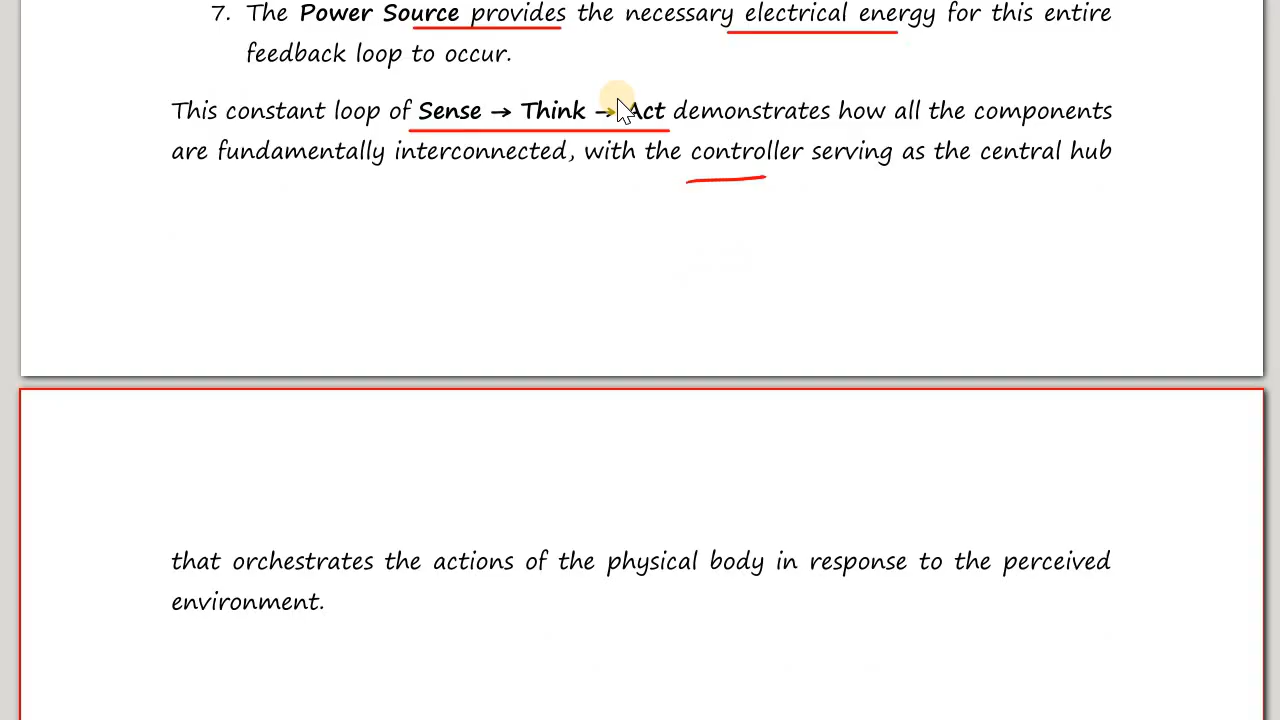 7. The Power Source provides the necessary electrical energy for this entire
feedback loop to occur.
This constant loop of Sense → Think → Act demonstrates how all the components
are fundamentally interconnected, with the controller serving as the central hub
that orchestrates the actions of the physical body in response to the perceived
environment.